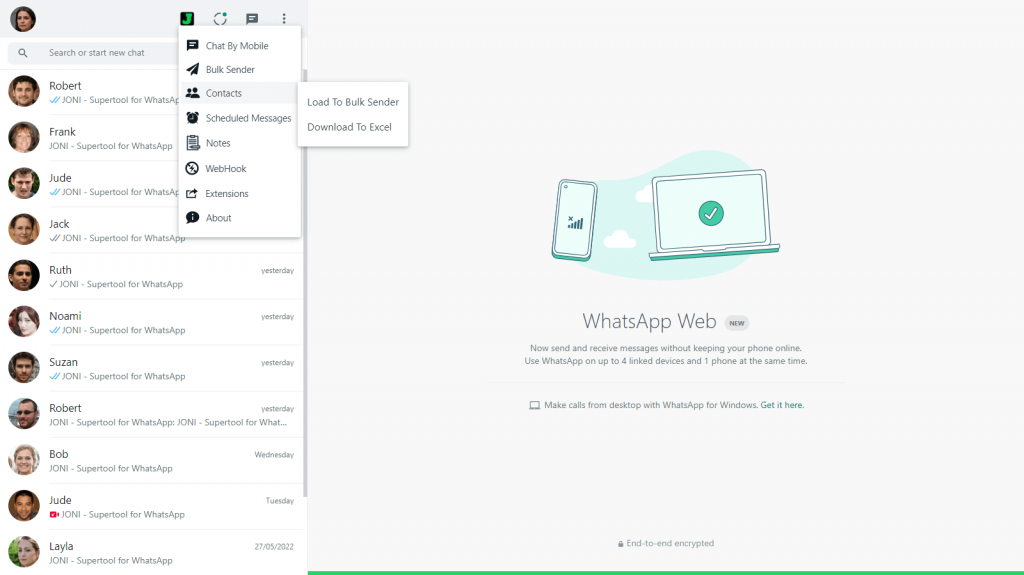 J
Search or start new chat
Chat By Mobile
Bulk Sender
Contacts
Scheduled Messages
Notes
WebHook
Extensions
About
Load To Bulk Sender
Download To Excel
Robert
JONI - Supertool for WhatsApp
Frank
JONI - Supertool for WhatsApp
Jude
JONI - Supertool for WhatsApp
Jack
JONI - Supertool for WhatsApp
Ruth yesterday
JONI - Supertool for WhatsApp
Noami yesterday
JONI - Supertool for WhatsApp
Suzan yesterday
JONI - Supertool for WhatsApp
Robert yesterday
JONI - Supertool for WhatsApp: JONI - Supertool for What...
Bob Wednesday
JONI - Supertool for WhatsApp
Jude Tuesday
JONI - Supertool for WhatsApp
Layla 27/05/2022
JONI - Supertool for WhatsApp
WhatsApp Web NEW
Now send and receive messages without keeping your phone online.
Use WhatsApp on up to 4 linked devices and 1 phone at the same time.
Make calls from desktop with WhatsApp for Windows. Get it here.
End-to-end encrypted